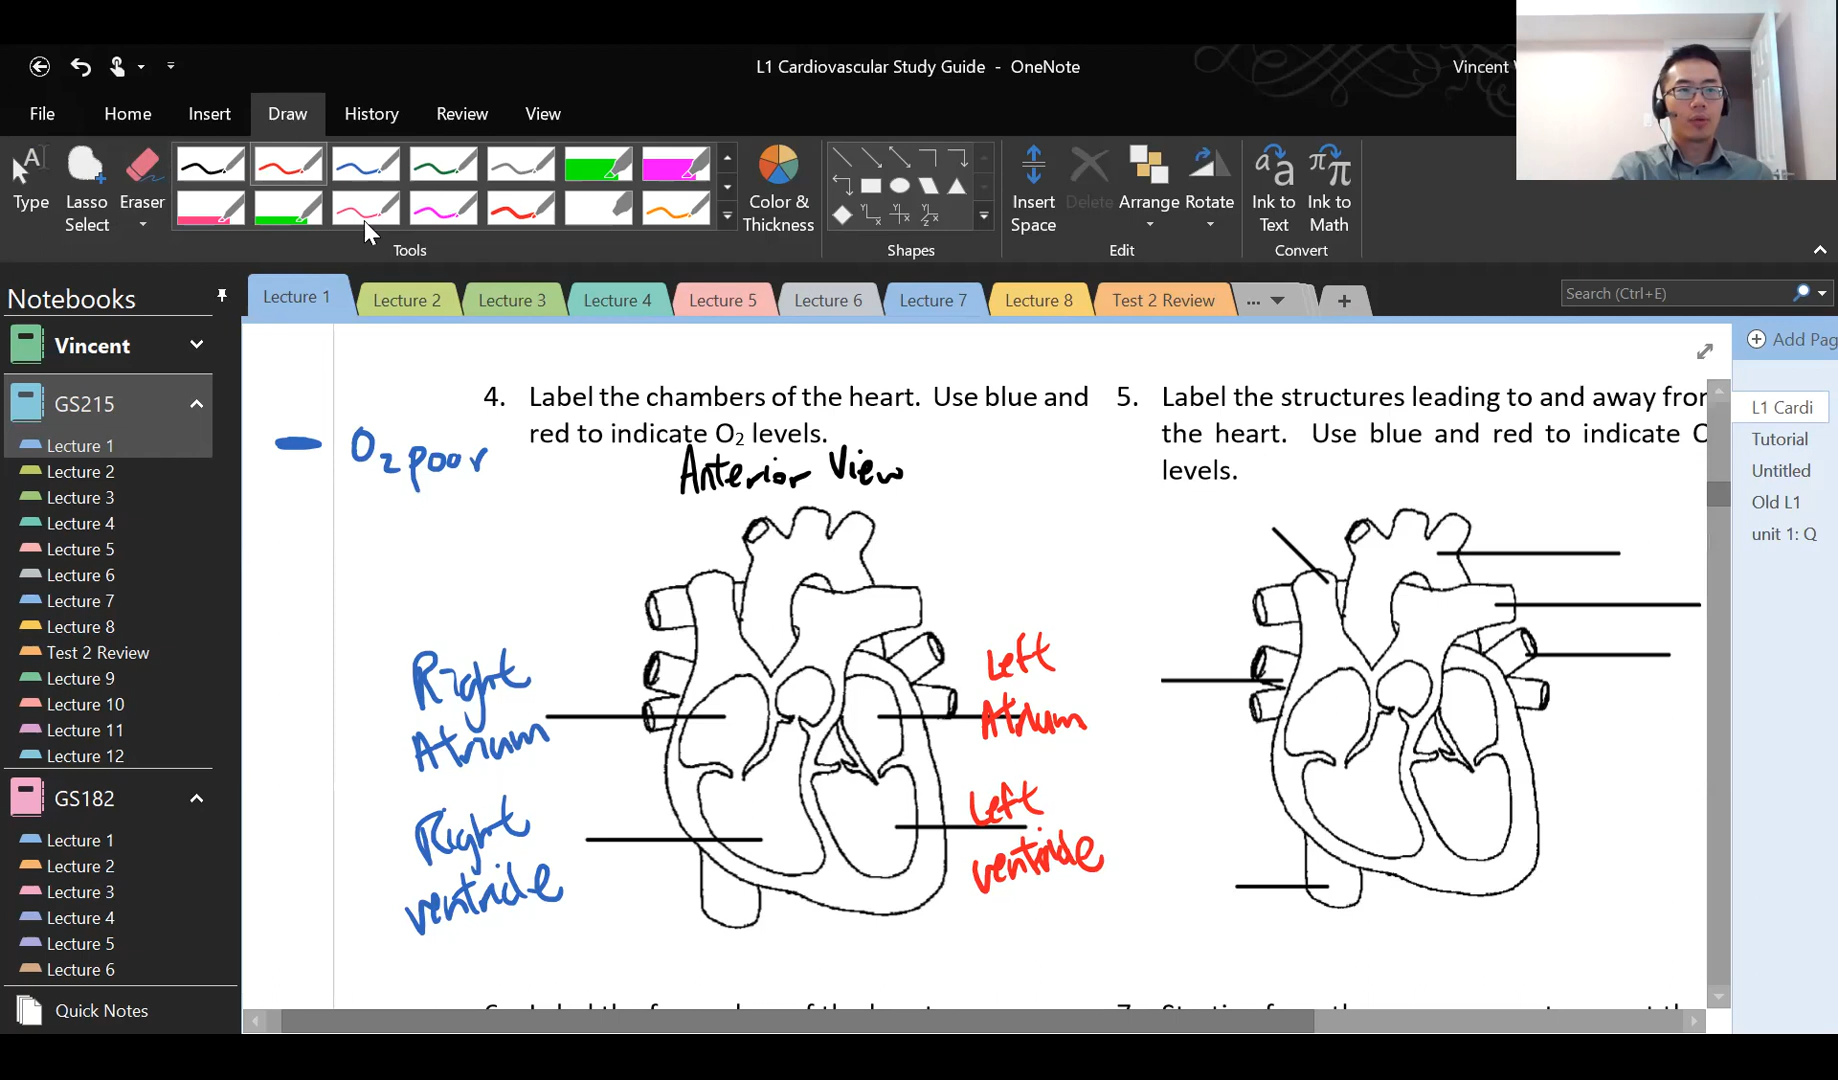 L1 Cardiovascular Study Guide - OneNote
Vincent
File
Home
Insert
Draw
History
Review
View
Type
Lasso
Select
Eraser
Color &
Thickness
Insert
Space
Delete
Arrange
Rotate
Ink to
Text
Ink to
Math
Tools
Shapes
Edit
Convert
Notebooks
Lecture 1
Lecture 2
Lecture 3
Lecture 4
Lecture 5
Lecture 6
Lecture 7
Lecture 8
Test 2 Review
...
Search (Ctrl+E)
Vincent
GS215
Lecture 1
Lecture 2
Lecture 3
Lecture 4
Lecture 5
Lecture 6
Lecture 7
Lecture 8
Test 2 Review
Lecture 9
Lecture 10
Lecture 11
Lecture 12
GS182
Lecture 1
Lecture 2
Lecture 3
Lecture 4
Lecture 5
Lecture 6
Quick Notes
4. Label the chambers of the heart. Use blue and
red to indicate O₂ levels.
O₂ poor
Anterior View
Right
Atrium
Left
Atrium
Right
ventricle
Left
ventricle
5. Label the structures leading to and away from
the heart. Use blue and red to indicate O
levels.
Add Pag
L1 Cardi
Tutorial
Untitled
Old L1
unit 1: Q